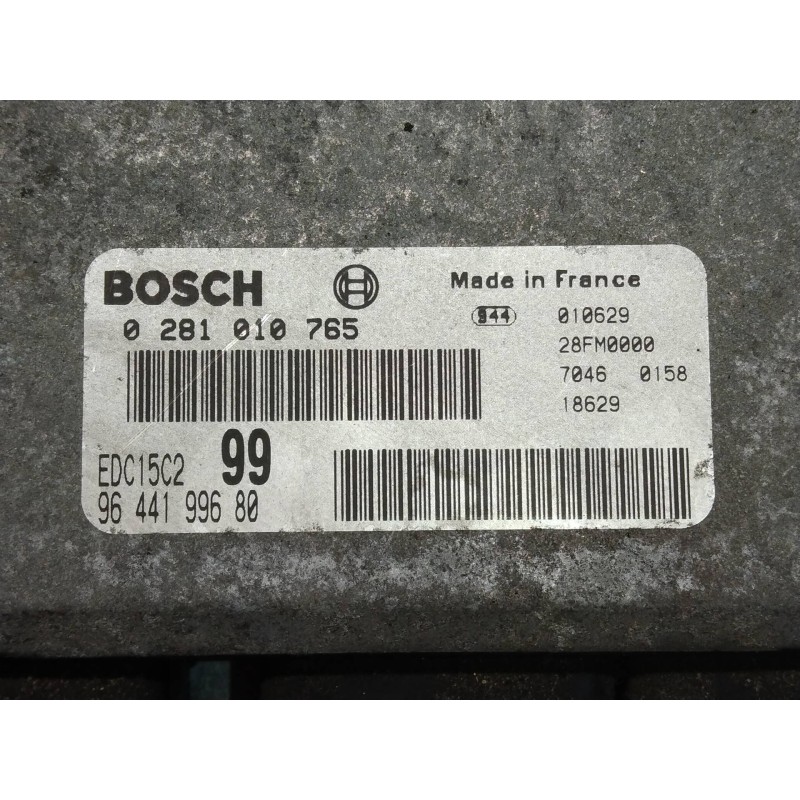 BOSCH
0 281 010 765
EDC15C2 99
96 441 996 80
Made in France
944 010629
28FM0000
7046 0158
18629